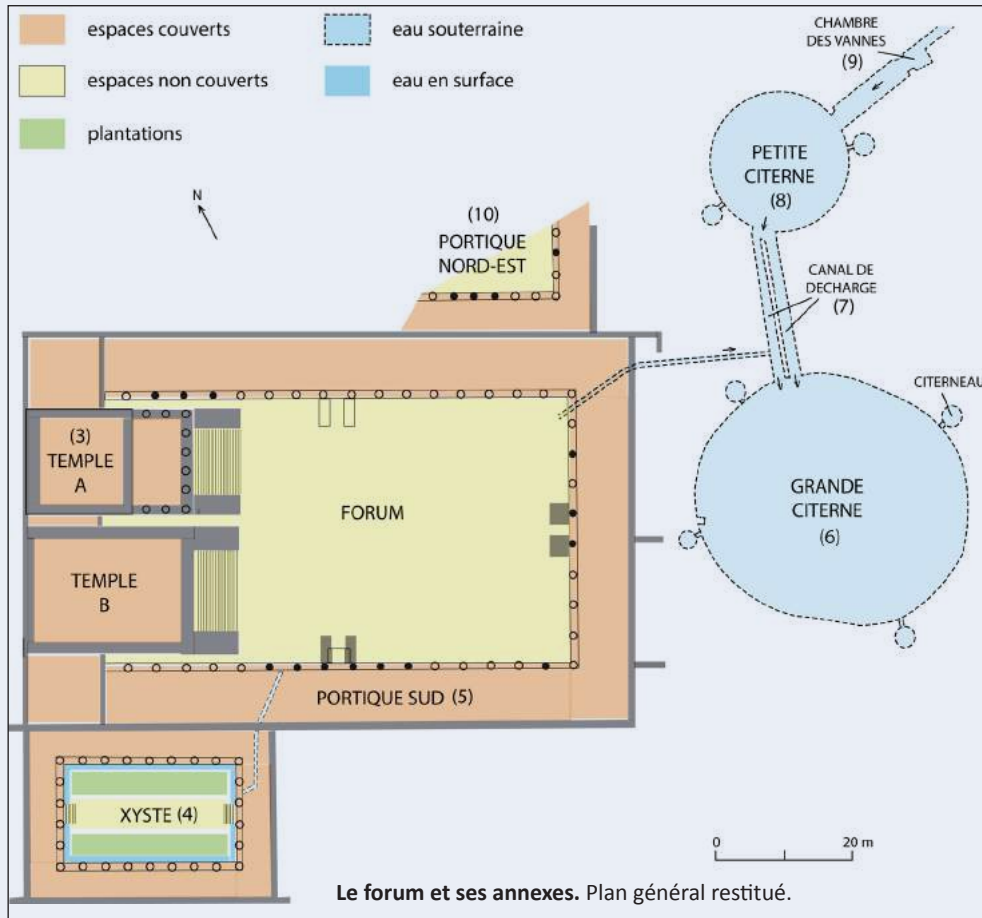 espaces couverts
espaces non couverts
plantations
eau souterraine
eau en surface
CHAMBRE
DES VANNES
(9)
N
PETITE
CITERNE
(8)
(10)
PORTIQUE
NORD-EST
CANAL DE
DECHARGE
(7)
CITERNEAU
(3)
TEMPLE
A
FORUM
GRANDE
CITERNE
(6)
TEMPLE
B
PORTIQUE SUD (5)
XYSTE (4)
0 20 m
Le forum et ses annexes. Plan général restitué.